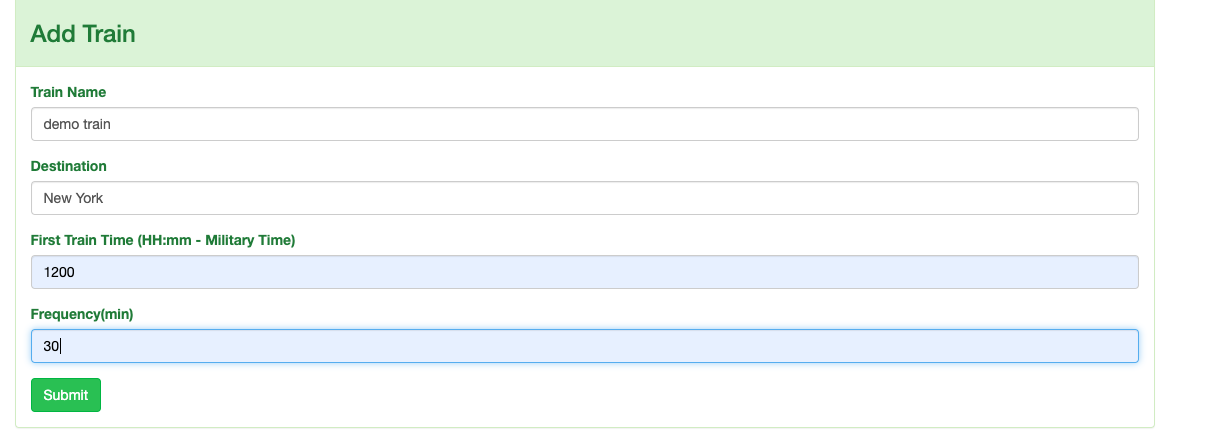 Add Train
Train Name
demo train
Destination
New York
First Train Time (HH:mm - Military Time)
1200
Frequency(min)
30
Submit